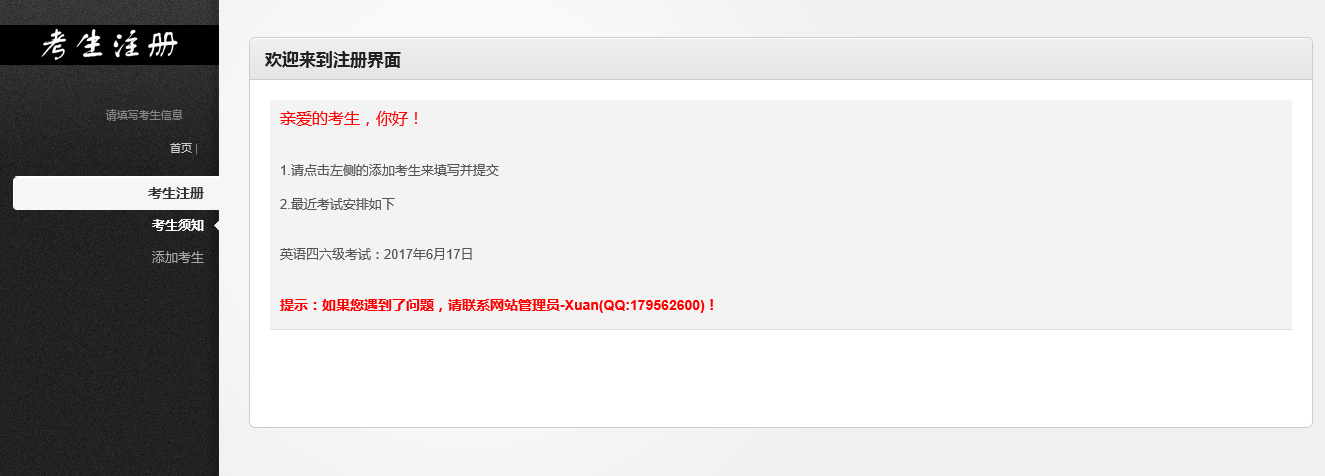 考生注册
请填写考生信息
首页 |
考生注册
考生须知
添加考生
欢迎来到注册界面
亲爱的考生，你好！
1.请点击左侧的添加考生来填写并提交
2.最近考试安排如下
英语四六级考试：2017年6月17日
提示：如果您遇到了问题，请联系网站管理员-Xuan(QQ:179562600)！